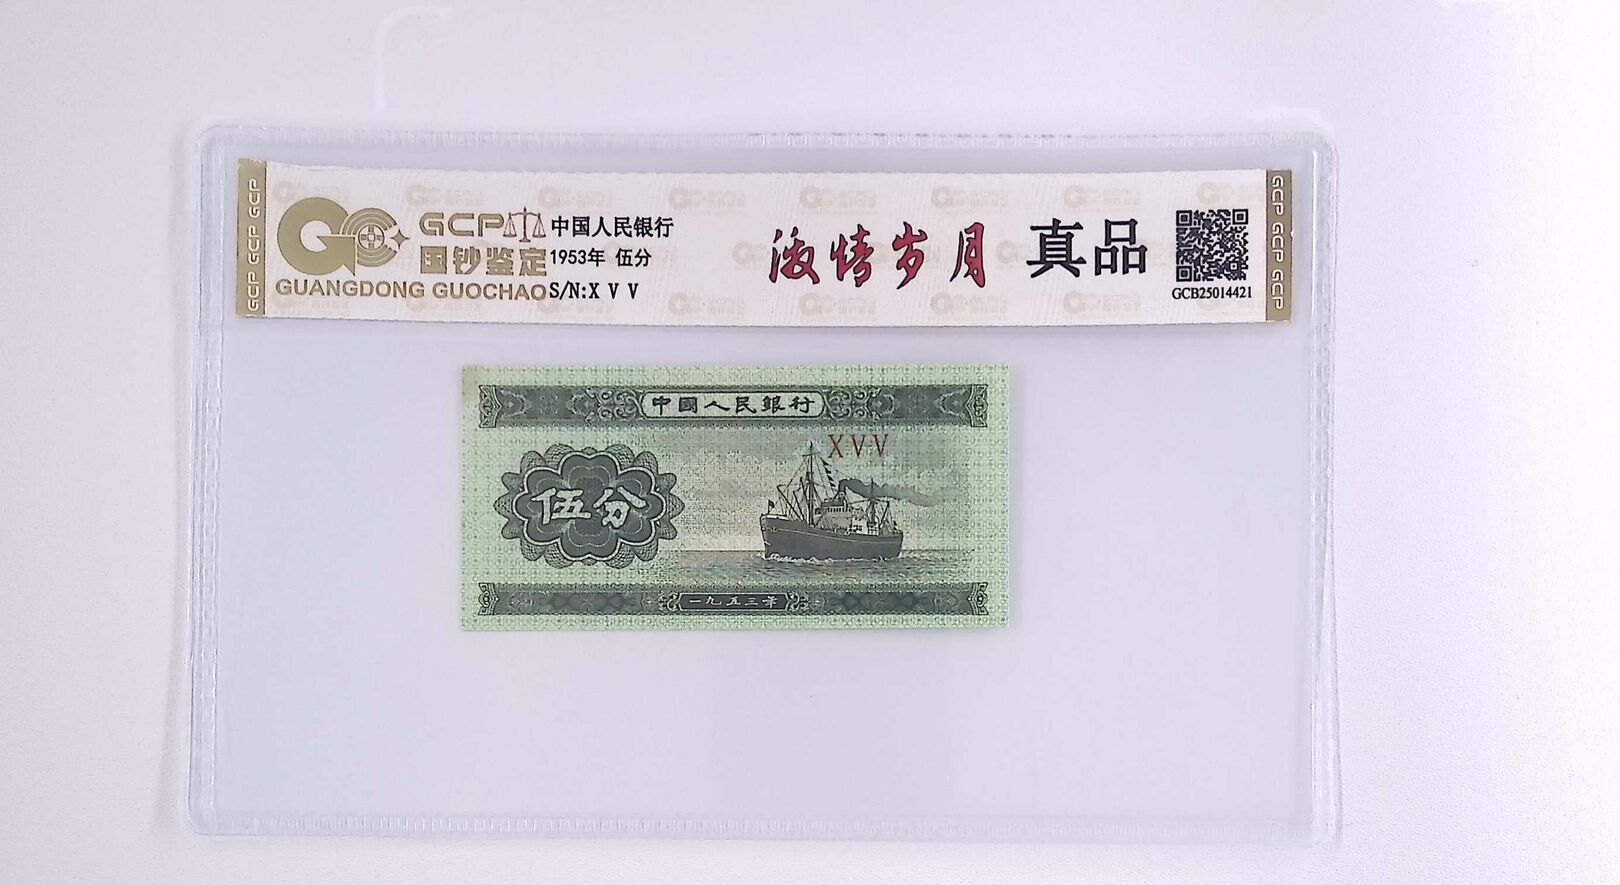 GCP GCP GCP
GCP
国钞鉴定
GUANGDONG GUOCHAO
中国人民银行
1953年 伍分
S/N:X V V
激情岁月
真品
GCB25014421
GCP GCP GCP
中國人民銀行
XVV
伍分
一九五三年